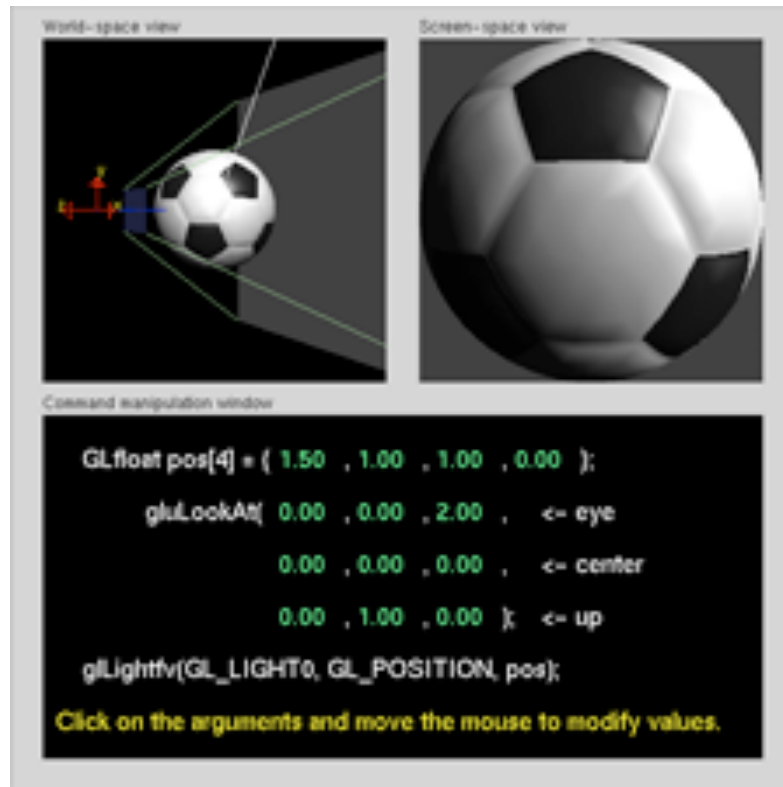 World-space view
Screen-space view
y
z
x
Command manipulation window
GLfloat pos[4] = { 1.50 , 1.00 , 1.00 , 0.00 };
gluLookAt( 0.00 , 0.00 , 2.00 , <- eye
0.00 , 0.00 , 0.00 , <- center
0.00 , 1.00 , 0.00 ); <- up
glLightfv(GL_LIGHT0, GL_POSITION, pos);
Click on the arguments and move the mouse to modify values.